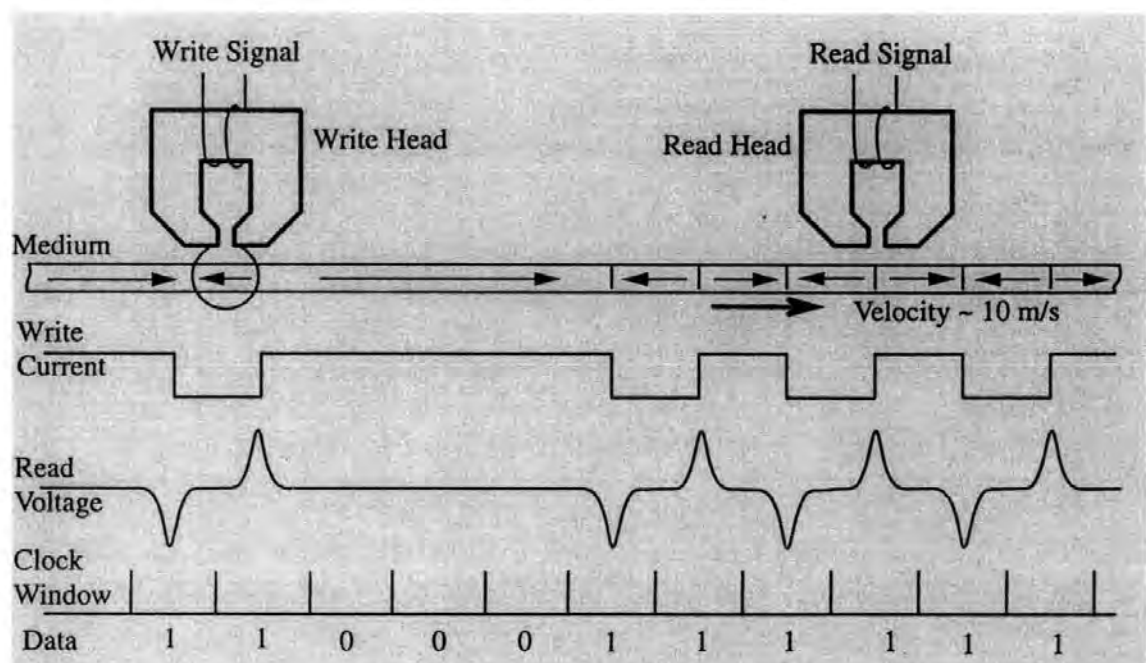 Write Signal
Read Signal
Write Head
Read Head
Medium
Velocity ~ 10 m/s
Write
Current
Read
Voltage
Clock
Window
Data 1 1 0 0 0 1 1 1 1 1 1